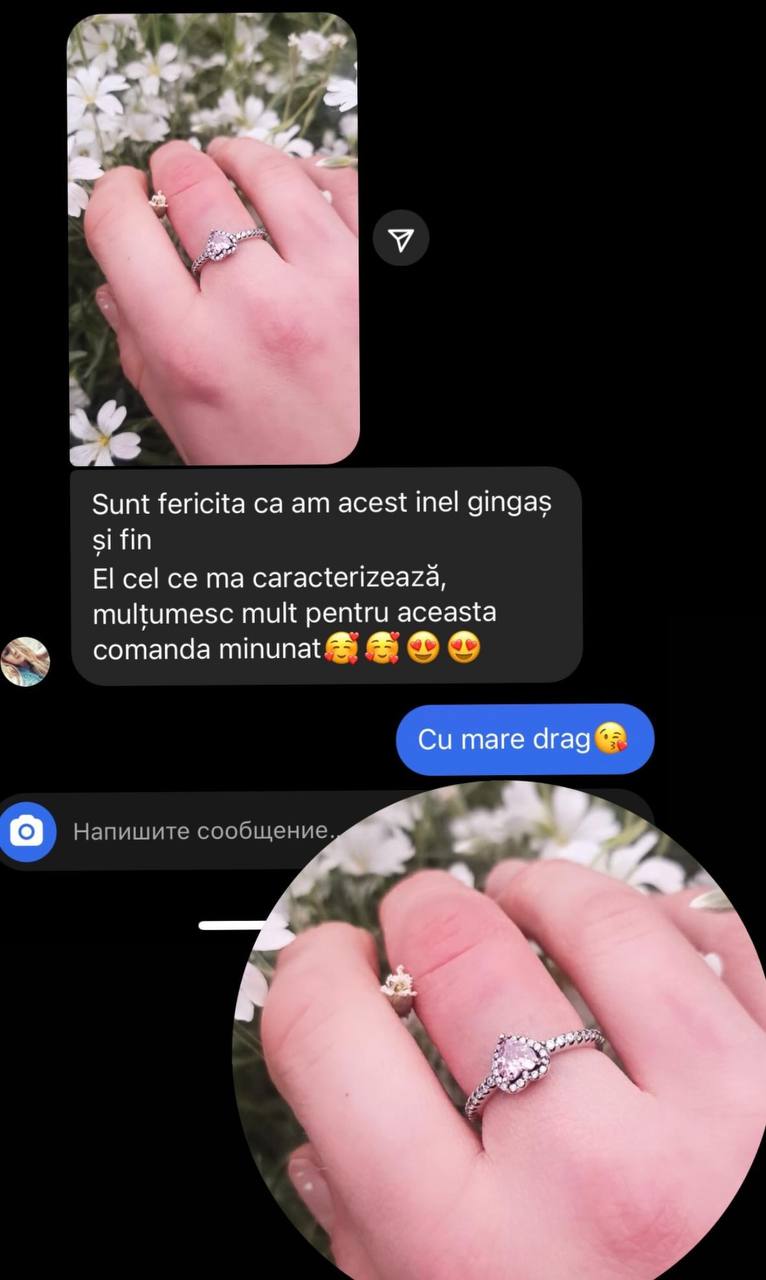 Sunt fericita ca am acest inel gingaș
și fin
El cel ce ma caracterizează,
mulțumesc mult pentru aceasta
comanda minunat🥰🥰😍😍
Cu mare drag😘
Напишите сообщение...